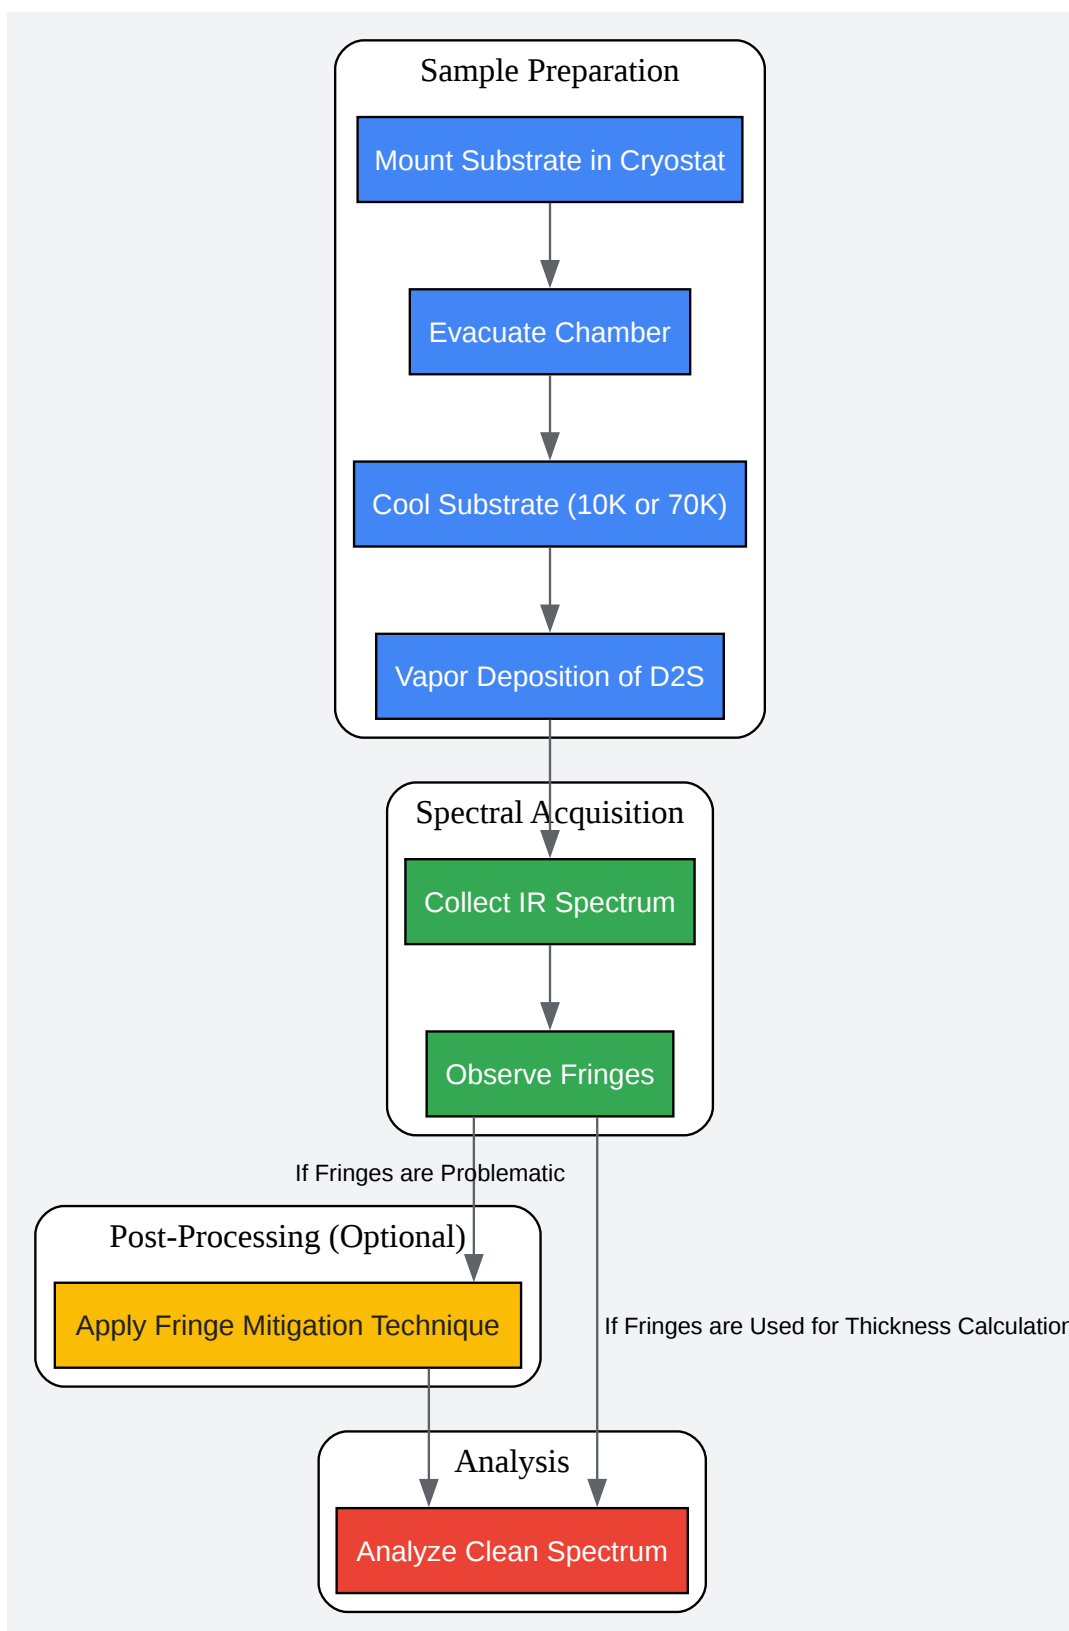 Sample Preparation
Mount Substrate in Cryostat
Evacuate Chamber
Cool Substrate (10K or 70K)
Vapor Deposition of D2S
Spectral Acquisition
Collect IR Spectrum
Observe Fringes
If Fringes are Problematic
Post-Processing (Optional)
Apply Fringe Mitigation Technique
If Fringes are Used for Thickness Calculation
Analysis
Analyze Clean Spectrum